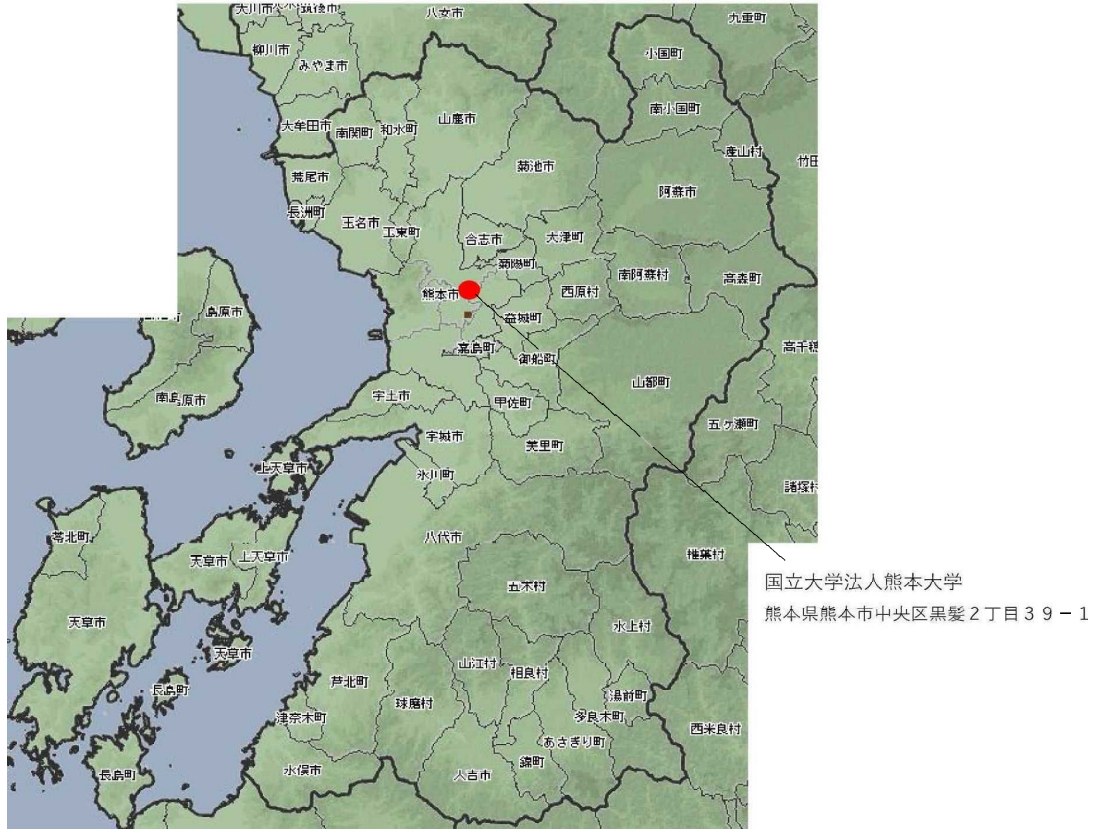 八女市
九重町
柳川市
みやま市
小国町
大牟田市
南関町
和水町
山鹿市
南小国町
産山村
菊池市
荒尾市
阿蘇市
長洲町
玉名市
玉東町
合志市
大津町
菊陽町
南阿蘇村
高森町
熊本市
西原村
島原市
益城町
嘉島町
御船町
山都町
南島原市
宇土市
甲佐町
五ヶ瀬町
宇城市
美里町
上天草市
氷川町
諸塚村
苓北町
八代市
天草市
上天草市
椎葉村
五木村
国立大学法人熊本大学
熊本県熊本市中央区黒髪２丁目３９－１
天草市
水上村
天草市
山江村
相良村
芦北町
長島町
球磨村
湯前町
津奈木町
多良木町
西米良村
あさぎり町
錦町
水俣市
人吉市
長島町